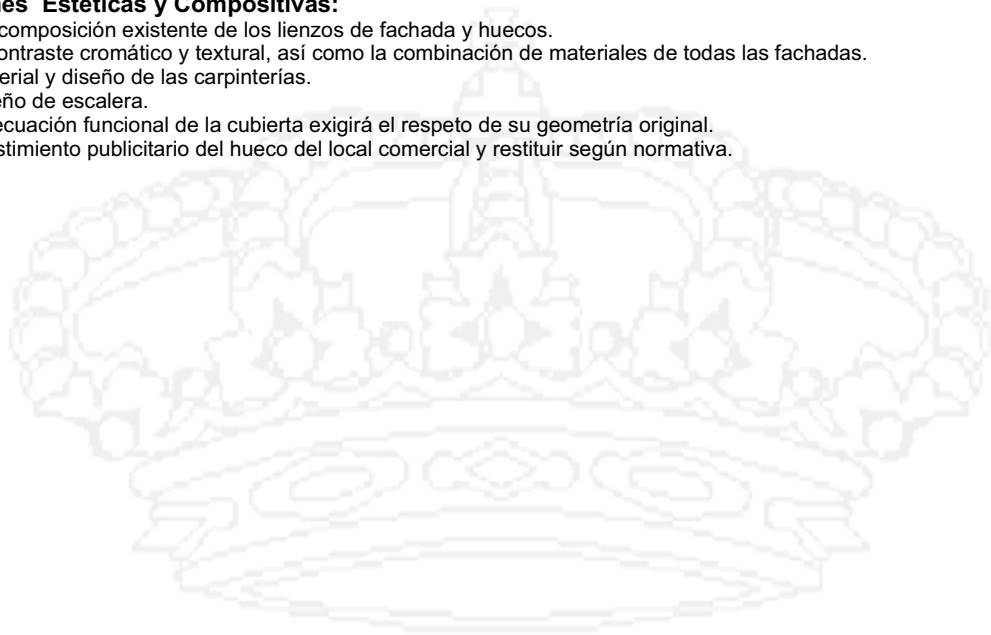 nes Estéticas y Compositivas:
composición existente de los lienzos de fachada y huecos.
ontraste cromático y textural, así como la combinación de materiales de todas las fachadas.
erial y diseño de las carpinterías.
eño de escalera.
ecuación funcional de la cubierta exigirá el respeto de su geometría original.
stimiento publicitario del hueco del local comercial y restituir según normativa.